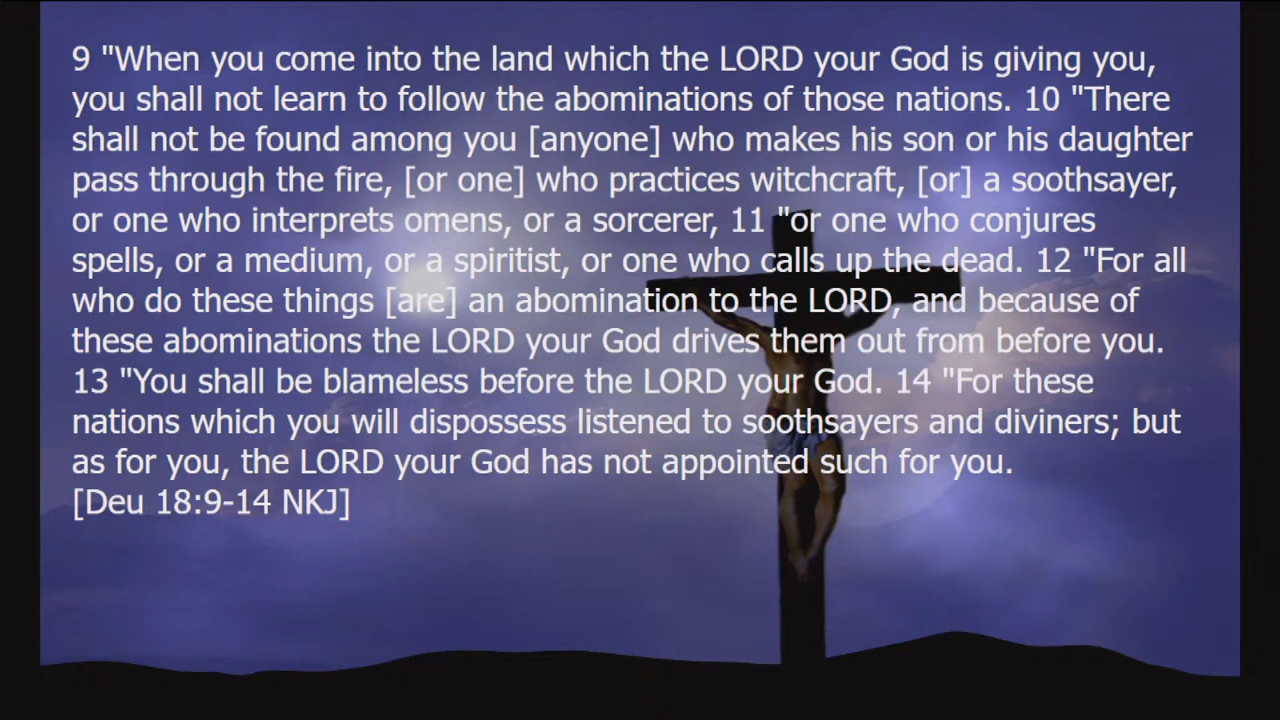 9 "When you come into the land which the LORD your God is giving you,
you shall not learn to follow the abominations of those nations. 10 "There
shall not be found among you [anyone] who makes his son or his daughter
pass through the fire, [or one] who practices witchcraft, [or] a soothsayer,
or one who interprets omens, or a sorcerer, 11 "or one who conjures
spells, or a medium, or a spiritist, or one who calls up the dead. 12 "For all
who do these things [are] an abomination to the LORD, and because of
these abominations the LORD your God drives them out from before you.
13 "You shall be blameless before the LORD your God. 14 "For these
nations which you will dispossess listened to soothsayers and diviners; but
as for you, the LORD your God has not appointed such for you.
[Deu 18:9-14 NKJ]